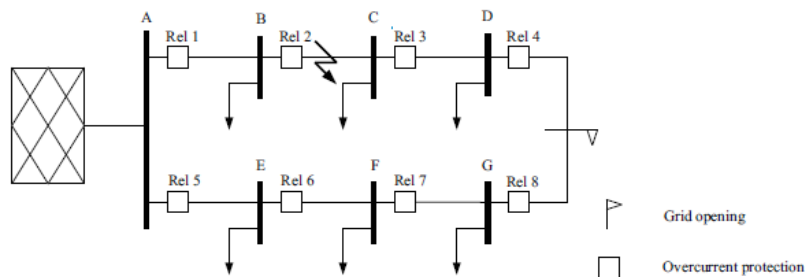 A B C D
Rel 1 Rel 2 Rel 3 Rel 4
E F G
Rel 5 Rel 6 Rel 7 Rel 8
Grid opening
Overcurrent protection